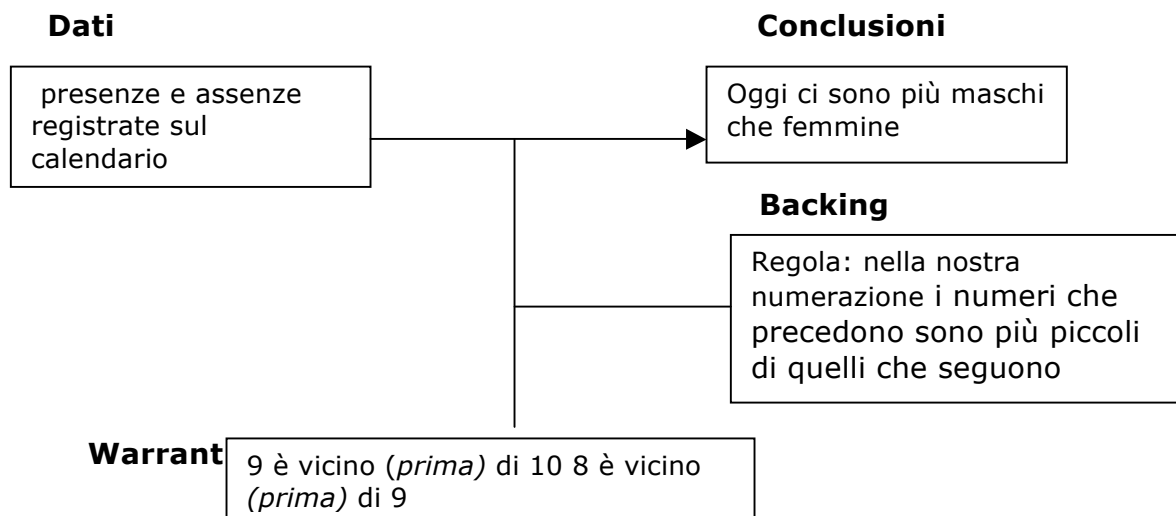 Dati
presenze e assenze
registrate sul
calendario
Conclusioni
Oggi ci sono più maschi
che femmine
Backing
Regola: nella nostra
numerazione i numeri che
precedono sono più piccoli
di quelli che seguono
Warrant
9 è vicino (prima) di 10 8 è vicino
(prima) di 9